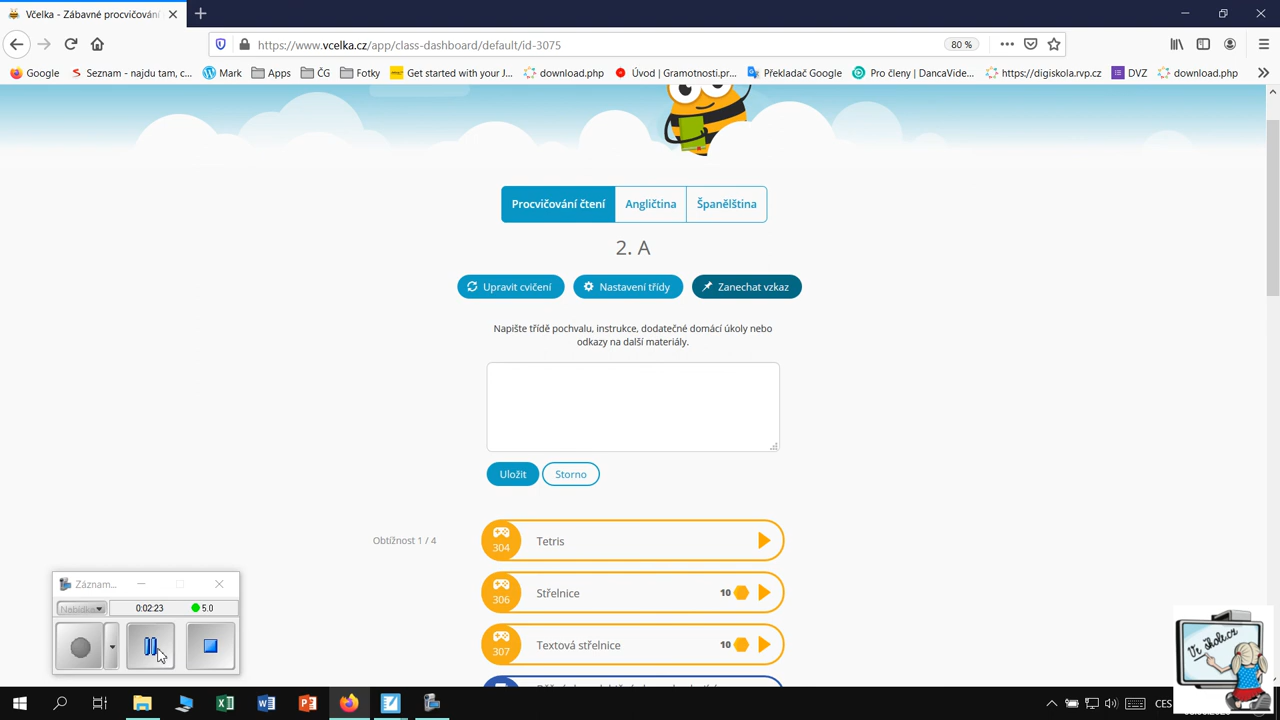 Včelka - Zábavné procvičování
https://www.vcelka.cz/app/class-dashboard/default/id-3075
80 %
Google
Seznam - najdu tam, c...
Mark
Apps
ČG
Fotky
Get started with your J...
download.php
Úvod | Gramotnosti.pr...
Překladač Google
Pro členy | DancaVide...
https://digiskola.rvp.cz
DVZ
download.php
Procvičování čtení
Angličtina
Španělština
2. A
Upravit cvičení
Nastavení třídy
Zanechat vzkaz
Napište třídě pochvalu, instrukce, dodatečné domácí úkoly nebo
odkazy na další materiály.
Uložit
Storno
Obtížnost 1 / 4
304
Tetris
306
Střelnice
10
307
Textová střelnice
10
Záznam...
Nabídka
0:02:23
5.0
Ve škole.cz
CES